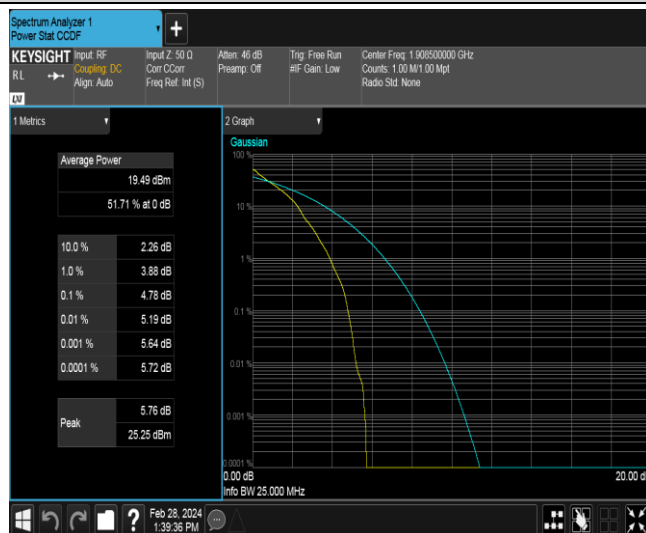 Spectrum Analyzer 1
Power Stat CCDF
+
KEYSIGHT
RL
LXI
Input: RF
Coupling: DC
Align: Auto
Input Z: 50 Ω
Corr CCorr
Freq Ref: Int (S)
Atten: 46 dB
Preamp: Off
Trig: Free Run
#IF Gain: Low
Center Freq: 1.908500000 GHz
Counts: 1.00 M/1.00 Mpt
Radio Std: None
1 Metrics
Average Power
19.49 dBm
51.71 % at 0 dB
10.0 % 2.26 dB
1.0 % 3.88 dB
0.1 % 4.78 dB
0.01 % 5.19 dB
0.001 % 5.64 dB
0.0001 % 5.72 dB
Peak
5.76 dB
25.25 dBm
2 Graph
Gaussian
100 %
10 %
1 %
0.1 %
0.01 %
0.001 %
0.0001 %
0.00 dB
20.00 d
Info BW 25.000 MHz
?
Feb 28, 2024
1:39:36 PM